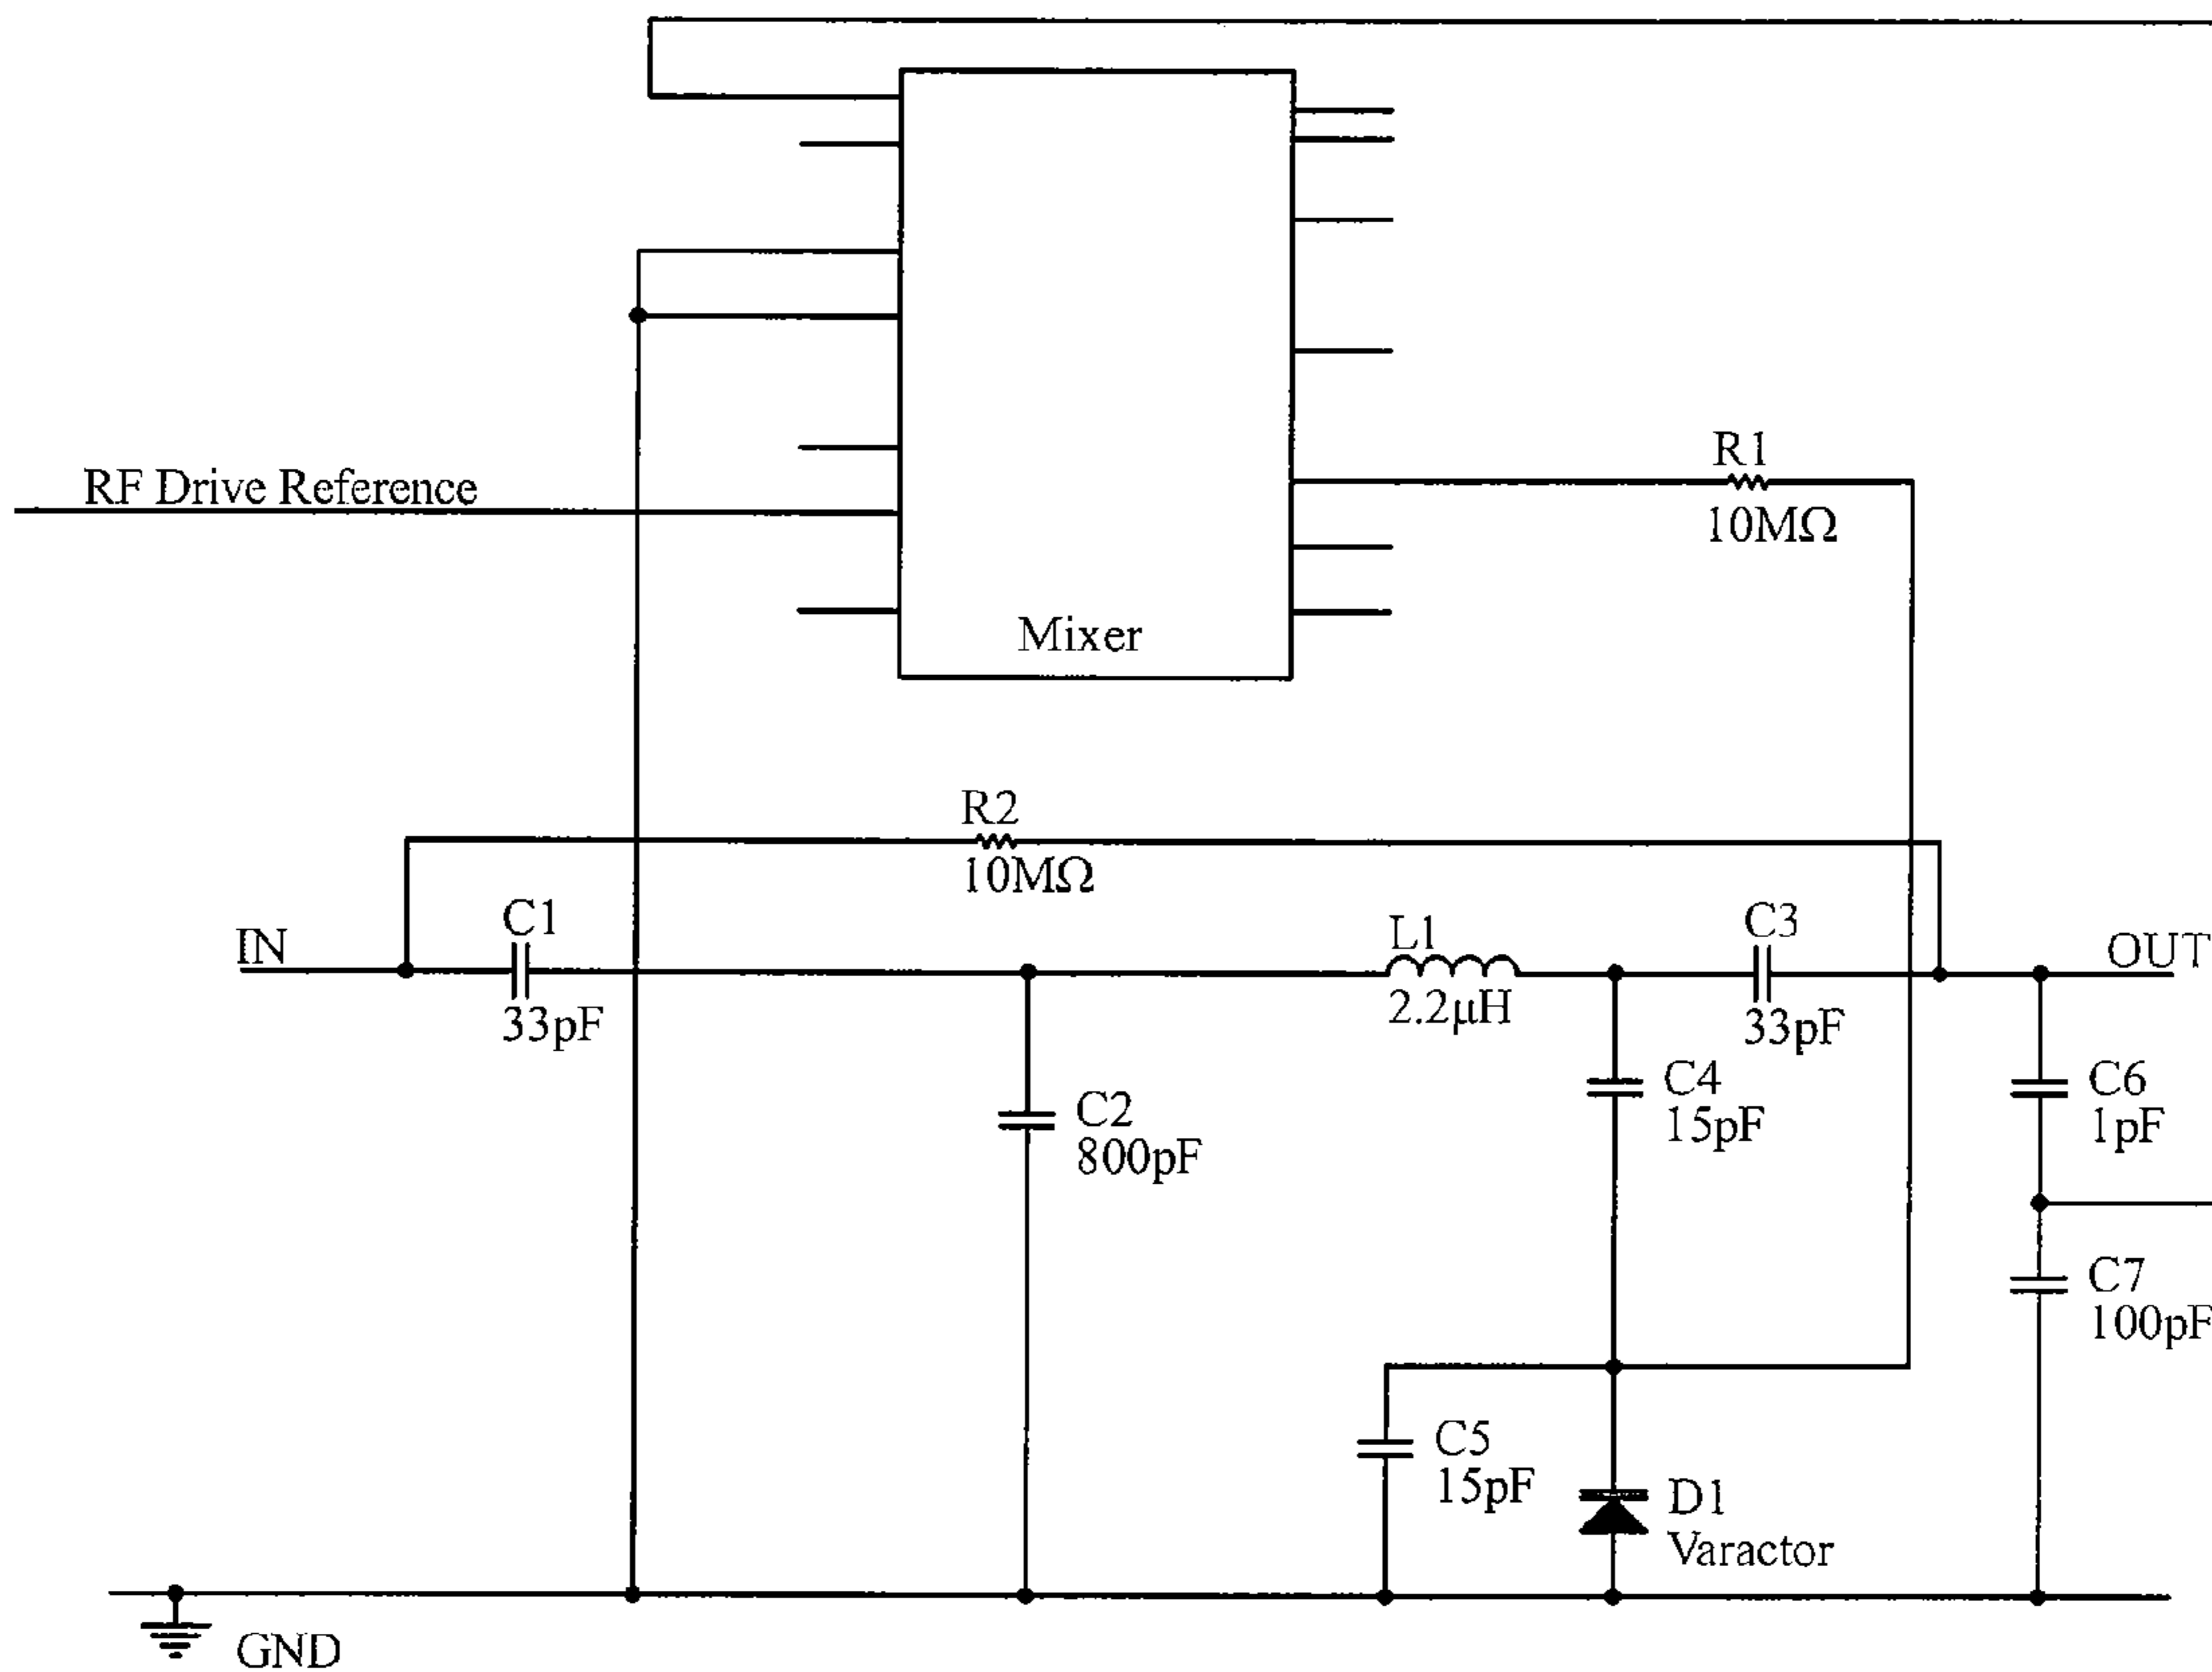 R1
RF Drive Reference
10MΩ
Mixer
R2
10MΩ
C1
IN
33pF
L1
2.2μH
C3
33pF
OUT
C4
15pF
C6
1pF
C2
800pF
C7
100pF
C5
15pF
D1
Varactor
GND